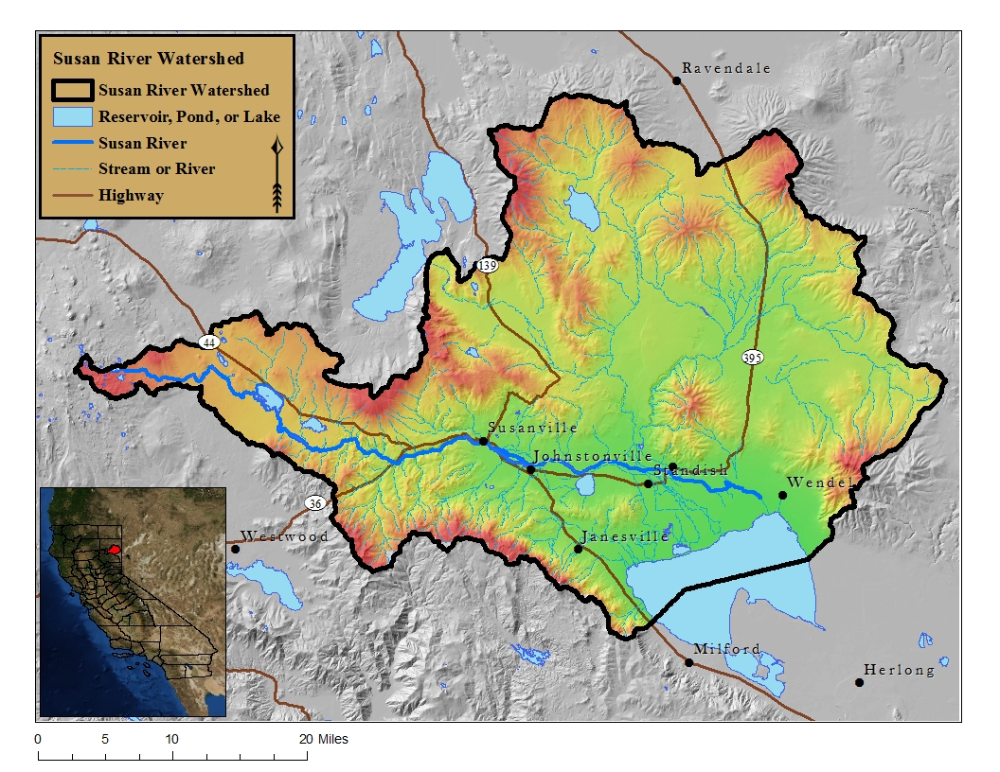 Susan River Watershed
Susan River Watershed
Reservoir, Pond, or Lake
Susan River
Stream or River
Highway
Ravendale
139
44
395
Susanville
Johnstonville
Standish
Wendel
36
Westwood
Janesville
Milford
Herlong
0 5 10 20 Miles